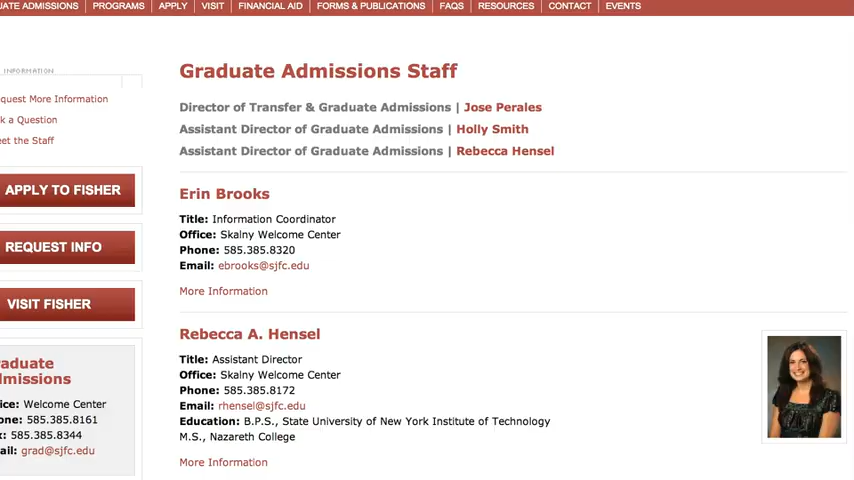 ATE ADMISSIONS PROGRAMS APPLY VISIT FINANCIAL AID FORMS & PUBLICATIONS FAQS RESOURCES CONTACT EVENTS
INFORMATION
quest More Information
k a Question
et the Staff
APPLY TO FISHER
REQUEST INFO
VISIT FISHER
aduate
missions
ice: Welcome Center
one: 585.385.8161
x: 585.385.8344
ail: grad@sjfc.edu
Graduate Admissions Staff
Director of Transfer & Graduate Admissions | Jose Perales
Assistant Director of Graduate Admissions | Holly Smith
Assistant Director of Graduate Admissions | Rebecca Hensel
Erin Brooks
Title: Information Coordinator
Office: Skalny Welcome Center
Phone: 585.385.8320
Email: ebrooks@sjfc.edu
More Information
Rebecca A. Hensel
Title: Assistant Director
Office: Skalny Welcome Center
Phone: 585.385.8172
Email: rhensel@sjfc.edu
Education: B.P.S., State University of New York Institute of Technology
M.S., Nazareth College
More Information